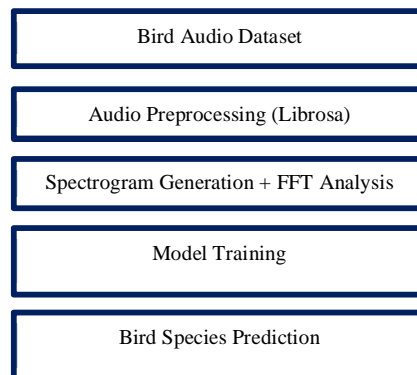 Bird Audio Dataset
Audio Preprocessing (Librosa)
Spectrogram Generation + FFT Analysis
Model Training
Bird Species Prediction